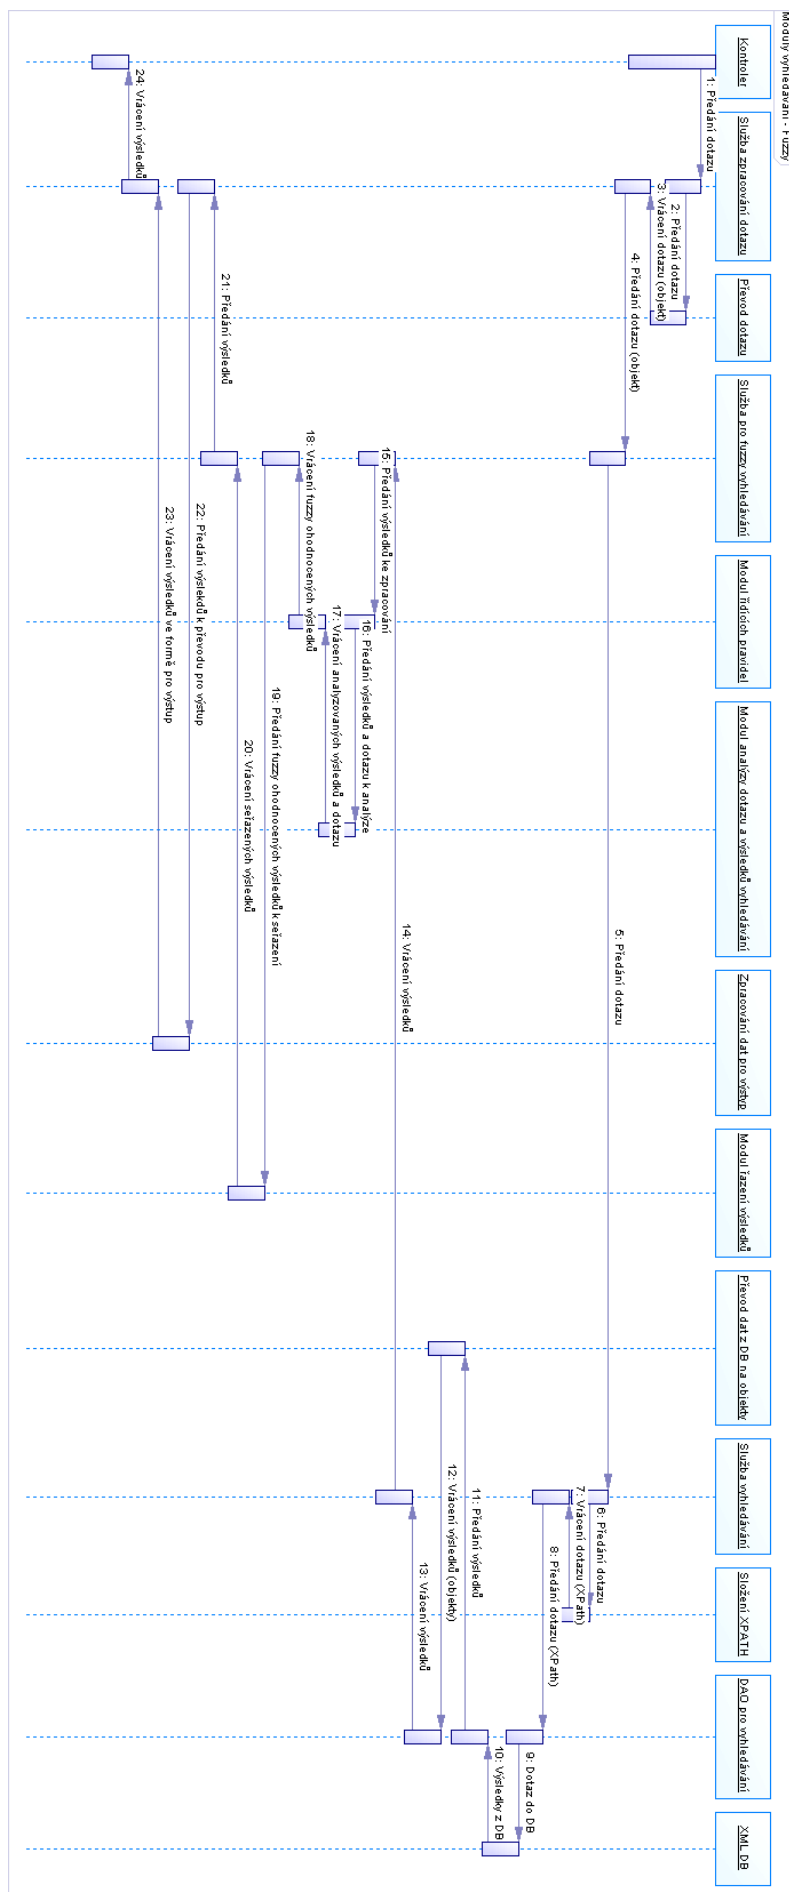 Moduly vyhledávání - Fuzzy
Kontroler
Služba zpracování dotazu
Převod dotazu
Služba pro fuzzy vyhledávání
Modul řídících pravidel
Modul analýzy dotazu a výsledků vyhledávání
Zpracování dat pro výstyp
Modul řazení výsledků
Převod dat z DB na objekty
Služba vyhledávání
Složení XPATH
DAO pro vyhledávání
XML DB
1: Předání dotazu
2: Předání dotazu
3: Vrácení dotazu (objekt)
4: Předání dotazu (objekt)
5: Předání dotazu
6: Předání dotazu
7: Vrácení dotazu (XPath)
8: Předání dotazu (XPath)
9: Dotaz do DB
10: Výsledky z DB
11: Předání výsledků
12: Vrácení výsledků (objekty)
13: Vrácení výsledků
14: Vrácení výsledků
15: Předání výsledků ke zpracování
16: Předání výsledků a dotazu k analýze
17: Vrácení analyzovaných výsledků a dotazu
18: Vrácení fuzzy ohodnocených výsledků
19: Předání fuzzy ohodnocených výsledků k seřazení
20: Vrácení seřazených výsledků
21: Předání výsledků
22: Předání výslekdů k převodu pro výstup
23: Vrácení výsledků ve formě pro výstup
24: Vrácení výsledků